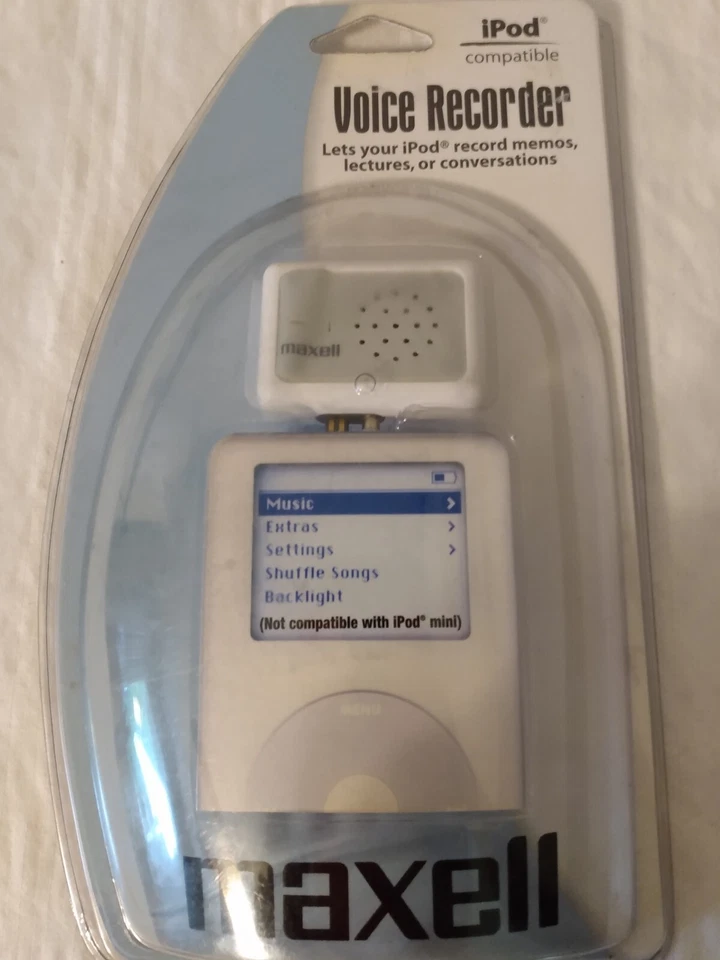 iPod®
compatible
Voice Recorder
Lets your iPod® record memos,
lectures, or conversations
maxell
Music
Extras
Settings
Shuffle Songs
Backlight
(Not compatible with iPod® mini)
MENU
maxell